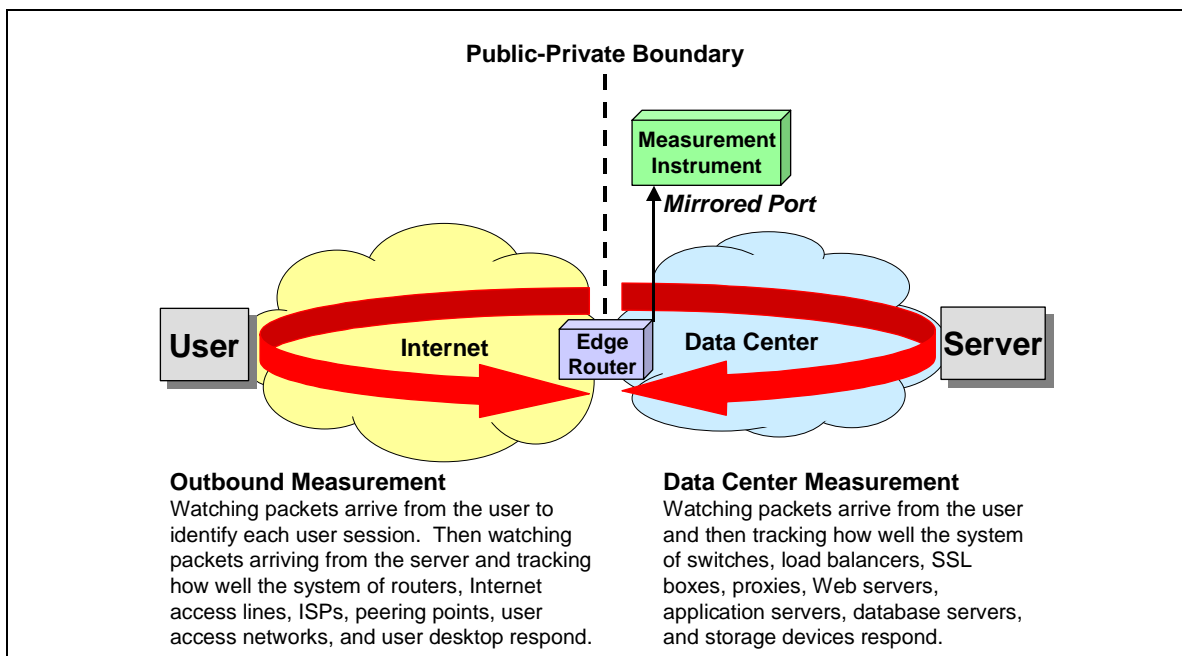 Public-Private Boundary
Measurement
Instrument
Mirrored Port
User
Internet
Edge
Router
Data Center
Server
Outbound Measurement
Watching packets arrive from the user to
identify each user session.  Then watching
packets arriving from the server and tracking
how well the system of routers, Internet
access lines, ISPs, peering points, user
access networks, and user desktop respond.
Data Center Measurement
Watching packets arrive from the user
and then tracking how well the system
of switches, load balancers, SSL
boxes, proxies, Web servers,
application servers, database servers,
and storage devices respond.